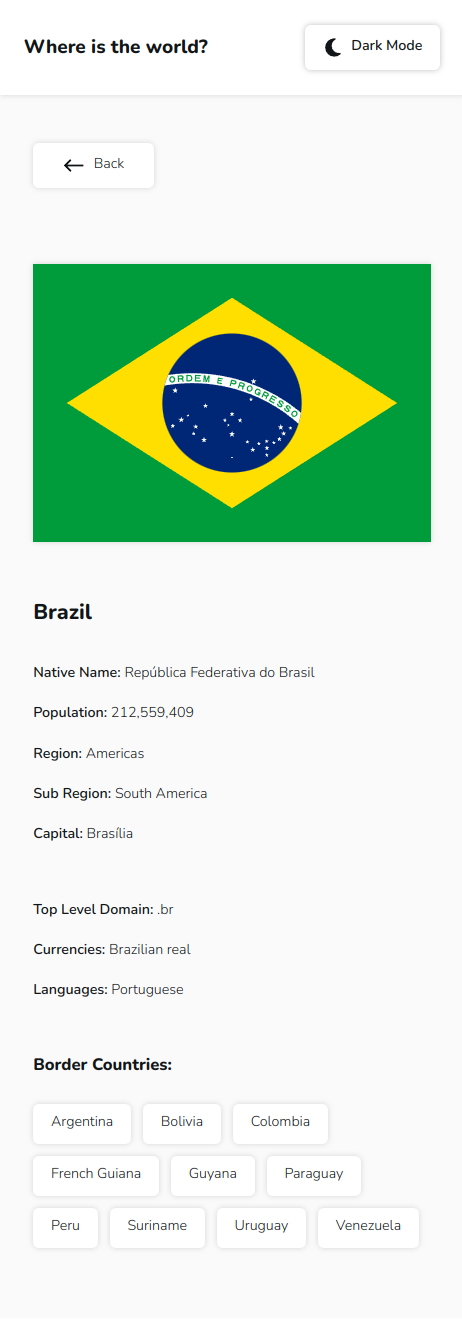 Where is the world?
Dark Mode
Back
ORDEM E PROGRESSO
Brazil
Native Name: República Federativa do Brasil
Population: 212,559,409
Region: Americas
Sub Region: South America
Capital: Brasília
Top Level Domain: .br
Currencies: Brazilian real
Languages: Portuguese
Border Countries:
Argentina Bolivia Colombia
French Guiana Guyana Paraguay
Peru Suriname Uruguay Venezuela